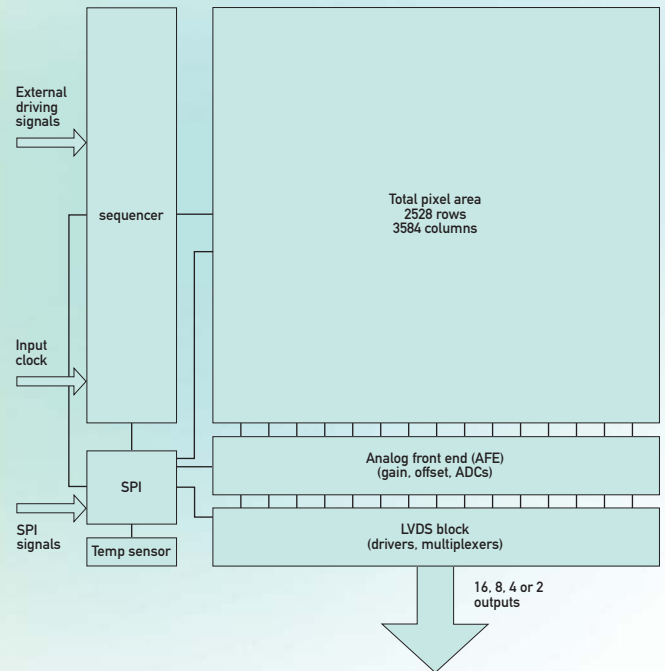 External
driving
signals
sequencer
Total pixel area
2528 rows
3584 columns
Input
clock
Analog front end (AFE)
(gain, offset, ADCs)
SPI
SPI
signals
Temp sensor
LVDS block
(drivers, multiplexers)
16, 8, 4 or 2
outputs